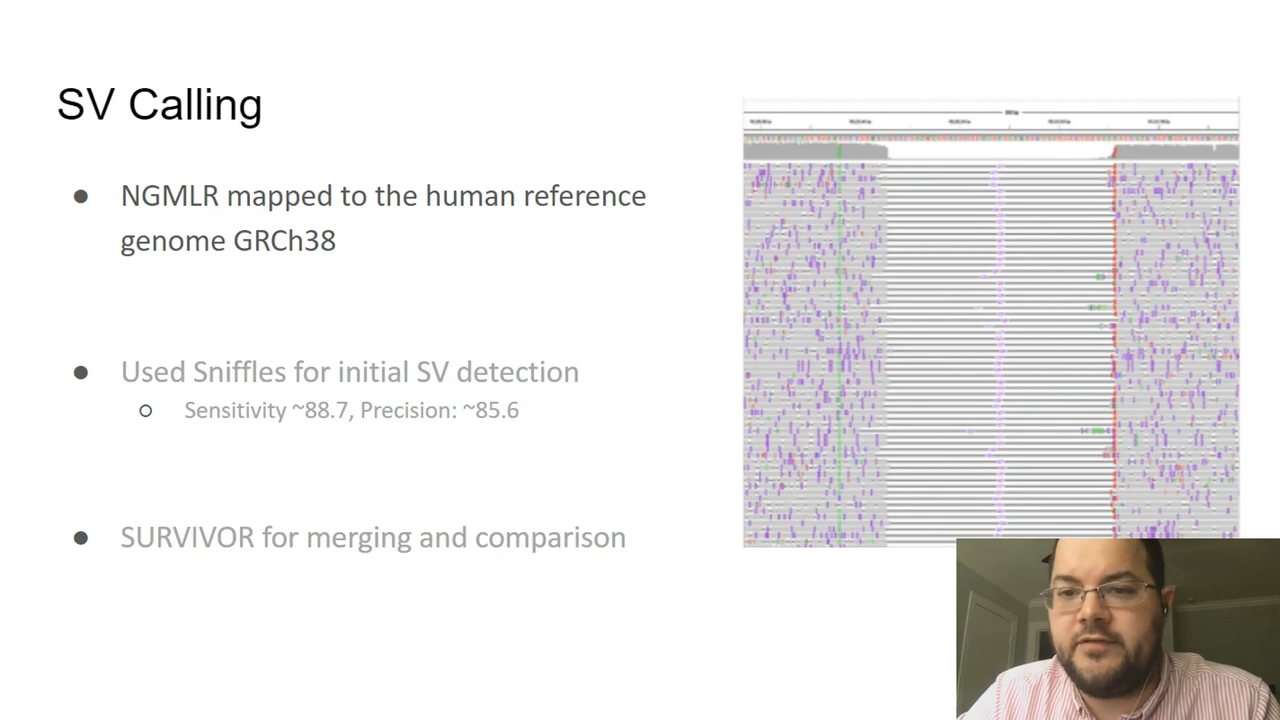 SV Calling
● NGMLR mapped to the human reference
genome GRCh38
● Used Sniffles for initial SV detection
○ Sensitivity ~88.7, Precision: ~85.6
● SURVIVOR for merging and comparison